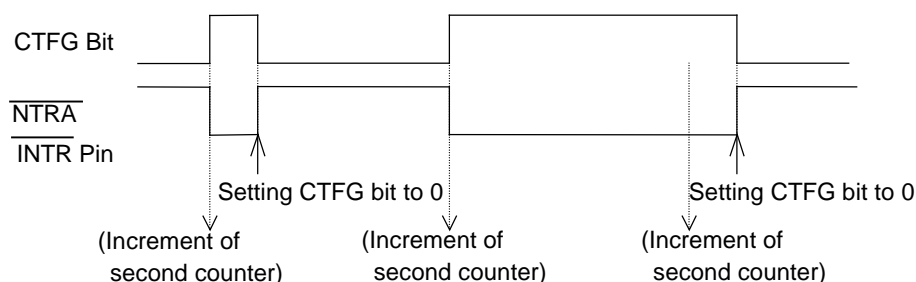 CTFG Bit
NTRA
INTR Pin
Setting CTFG bit to 0
Setting CTFG bit to 0
(Increment of
second counter)
(Increment of
second counter)
(Increment of
second counter)